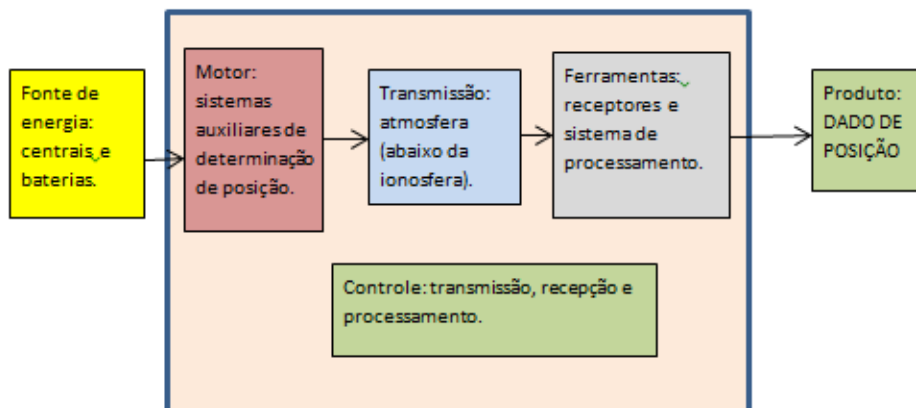 Fonte de
energia:
centrais e
baterias.
Motor:
sistemas
auxiliares de
determinação
de posição.
Transmissão:
atmosfera
(abaixo da
ionosfera).
Ferramentas:
receptores e
sistema de
processamento.
Produto:
DADO DE
POSIÇÃO
Controle: transmissão, recepção e
processamento.